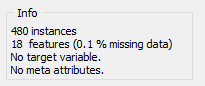 Info
480 instances
18 features (0.1 % missing data)
No target variable.
No meta attributes.